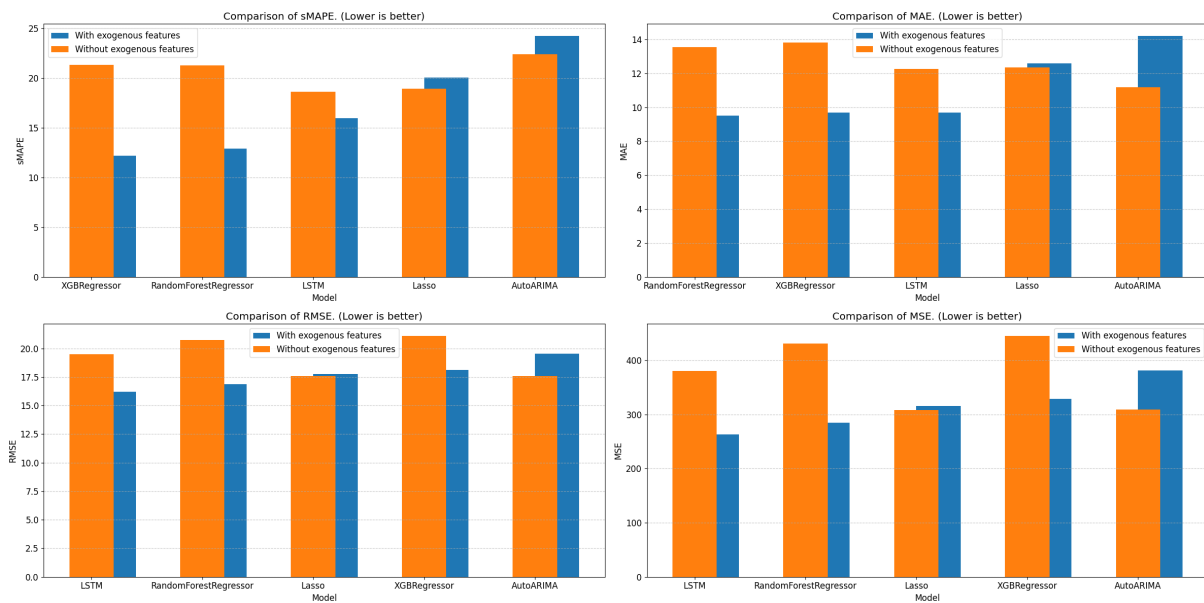 Comparison of sMAPE. (Lower is better)
With exogenous features
Without exogenous features
25
20
15
10
5
0
sMAPE
XGBRegressor RandomForestRegressor LSTM Lasso AutoARIMA
Model
Comparison of MAE. (Lower is better)
With exogenous features
Without exogenous features
14
12
10
8
6
4
2
0
MAE
RandomForestRegressor XGBRegressor LSTM Lasso AutoARIMA
Model
Comparison of RMSE. (Lower is better)
With exogenous features
Without exogenous features
20.0
17.5
15.0
12.5
10.0
7.5
5.0
2.5
0.0
RMSE
LSTM RandomForestRegressor Lasso XGBRegressor AutoARIMA
Model
Comparison of MSE. (Lower is better)
With exogenous features
Without exogenous features
400
300
200
100
0
MSE
LSTM RandomForestRegressor Lasso XGBRegressor AutoARIMA
Model